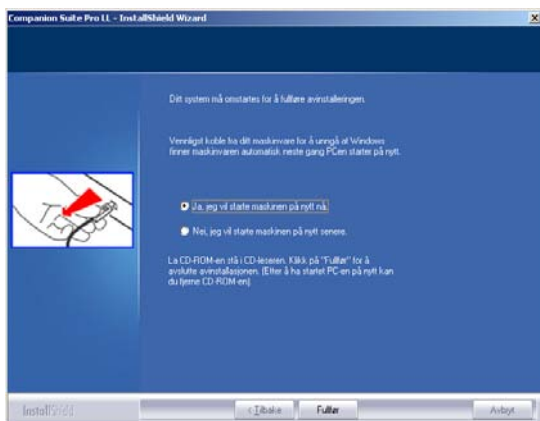 Companion Suite Pro LL - InstallShield Wizard
Ditt system må omstartes for å fullføre avinstalleringen.
Vennligst koble fra ditt maskinvare for å unngå at Windows
finner maskinvaren automatisk neste gang PCen starter på nytt.
Ja, jeg vil starte maskinen på nytt nå.
Nei, jeg vil starte maskinen på nytt senere.
La CD-ROM-en stå i CD-leseren. Klikk på "Fullfør" for å
avslutte avinstallasjonen. (Etter å ha startet PC-en på nytt kan
du fjerne CD-ROM-en)
InstallShield
< Tilbake Fullfør Avbryt